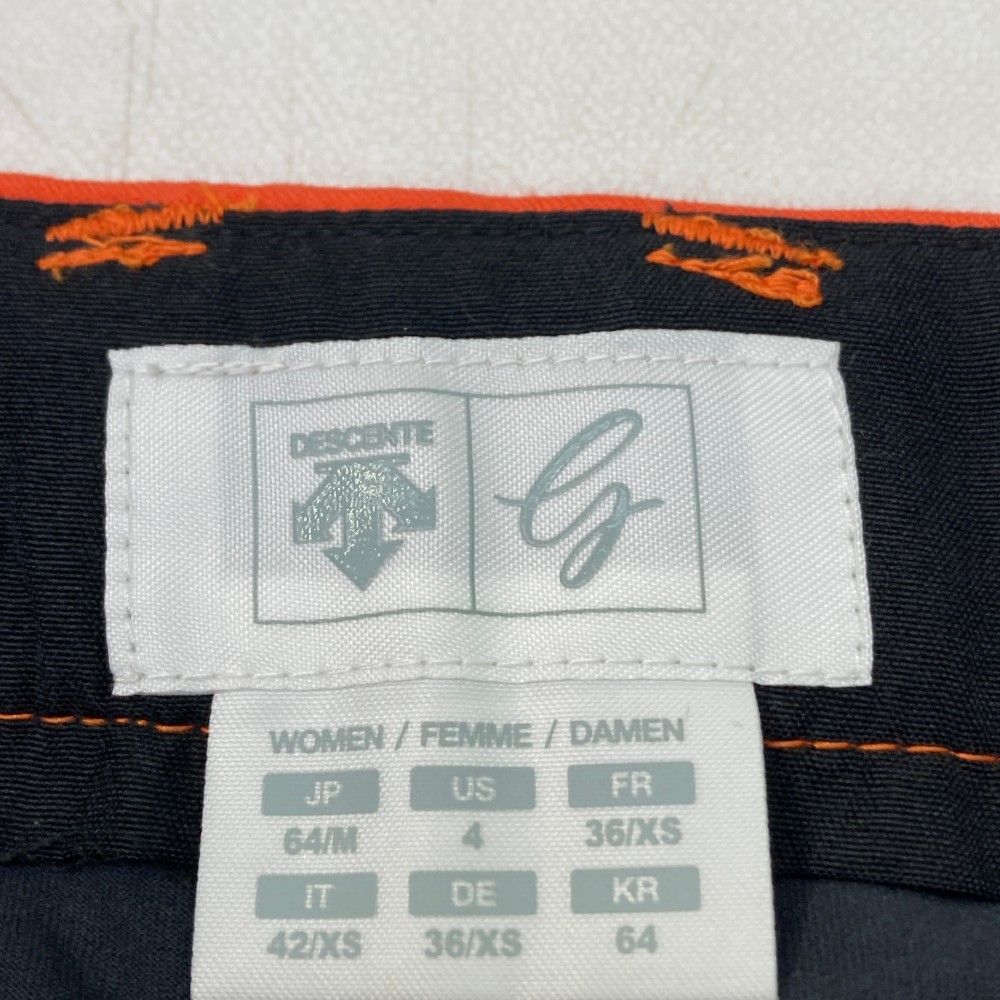 DESCENTE
WOMEN / FEMME / DAMEN
JP US FR
64/M 4 36/XS
IT DE KR
42/XS 36/XS 64